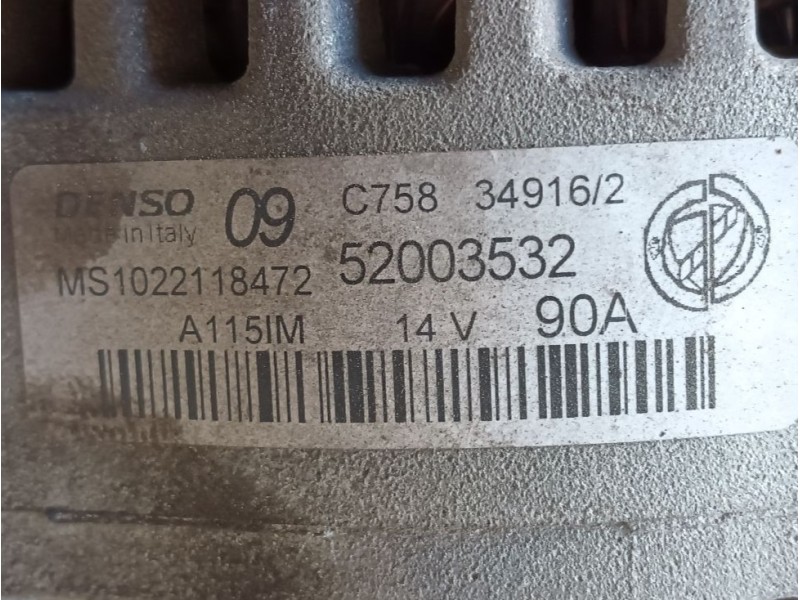 DENSO 09 C758 34916/2
Made in Italy
MS1022118472 52003532
A115IM 14 V 90A